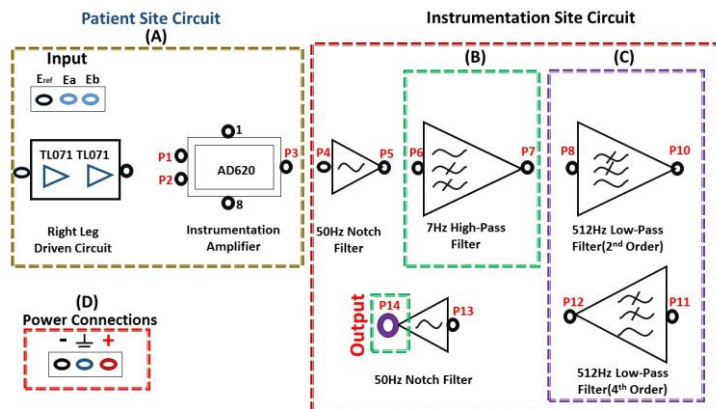 Patient Site Circuit
(A)
Input
Eref Ea Eb
TL071 TL071
Right Leg
Driven Circuit
P1
P2
1
AD620
8
P3
Instrumentation
Amplifier
Instrumentation Site Circuit
P4
P5
50Hz Notch
Filter
(B)
P6
P7
7Hz High-Pass
Filter
(C)
P8
P10
512Hz Low-Pass
Filter(2nd Order)
P12
P11
512Hz Low-Pass
Filter(4th Order)
Output
P14
P13
50Hz Notch Filter
(D)
Power Connections
- +